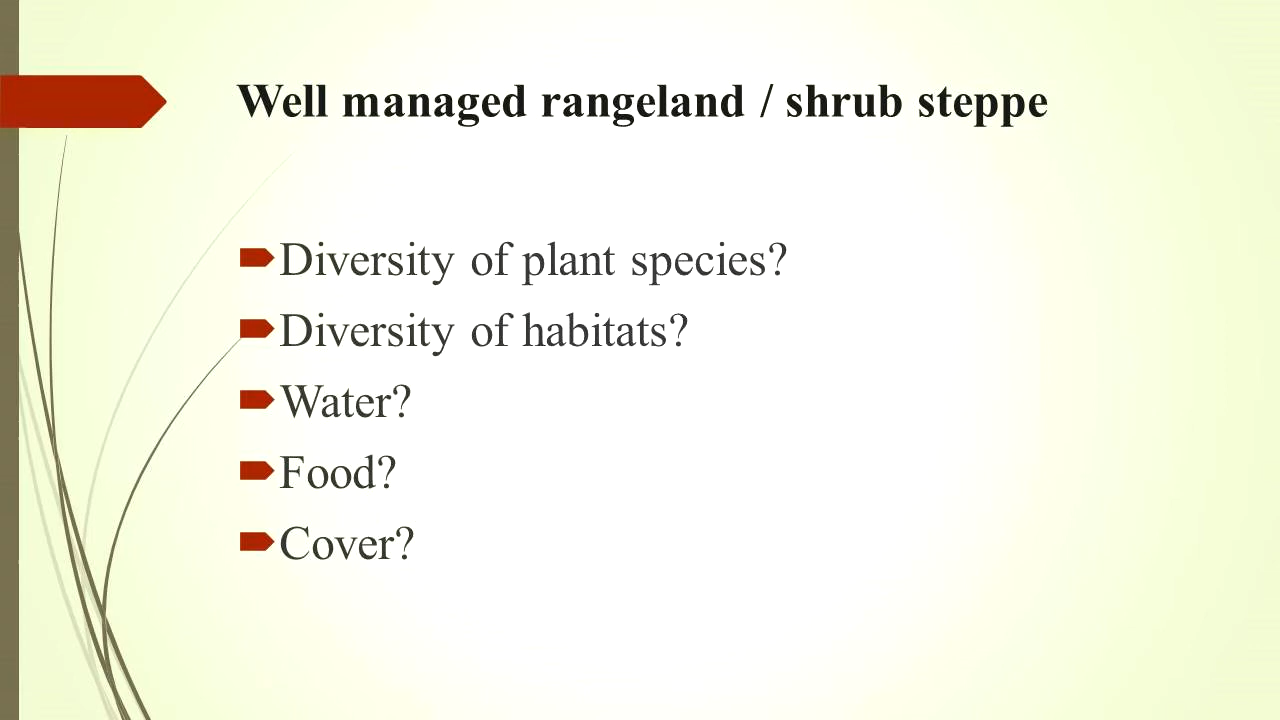 Well managed rangeland / shrub steppe
Diversity of plant species?
Diversity of habitats?
Water?
Food?
Cover?